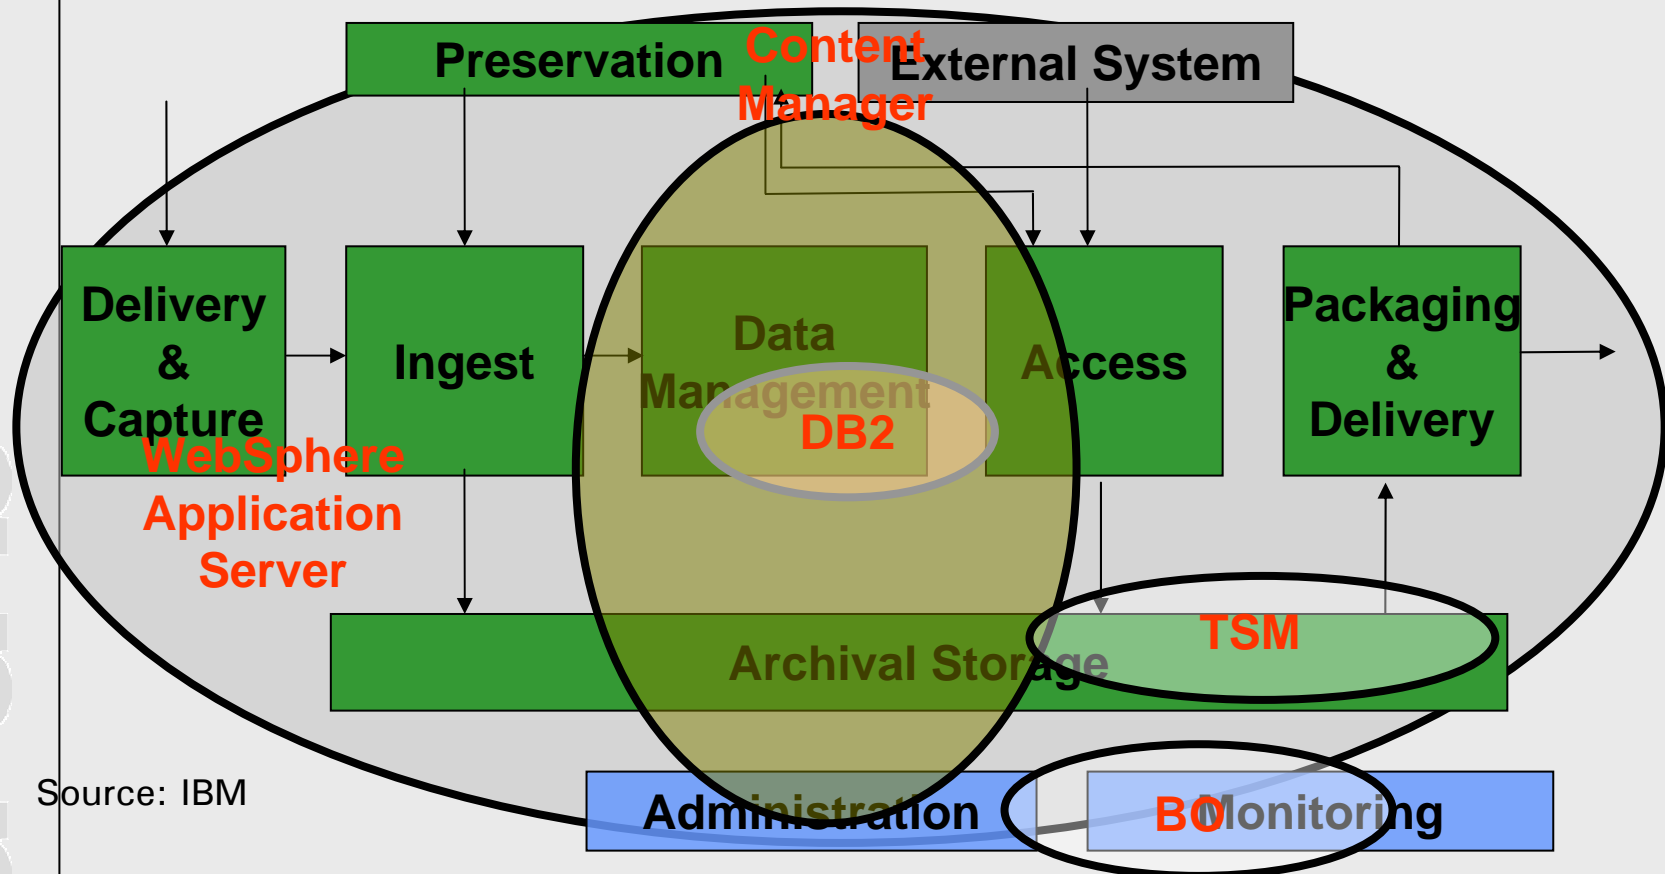 Preservation
Content
Manager
External System
Delivery
&
Capture
Ingest
Data
Management
DB2
Access
Packaging
&
Delivery
WebSphere
Application
Server
TSM
Archival Storage
Source: IBM
Administration
BO
Monitoring